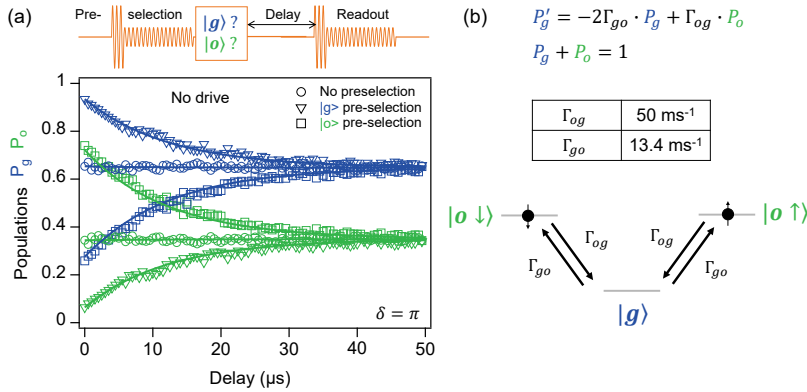 (a)
Pre- selection Delay Readout
|g⟩ ?
|o⟩ ?
No drive
No preselection
|g> pre-selection
|o> pre-selection
Populations P_g P_o
1
0.8
0.6
0.4
0.2
0
δ = π
0 10 20 30 40 50
Delay (µs)
(b)
P_g′ = −2Γ_go · P_g + Γ_go · P_o
P_g + P_o = 1
Γ_og 50 ms⁻¹
Γ_go 13.4 ms⁻¹
|o ↓⟩ |o ↑⟩
Γ_og Γ_og
Γ_go Γ_go
|g⟩